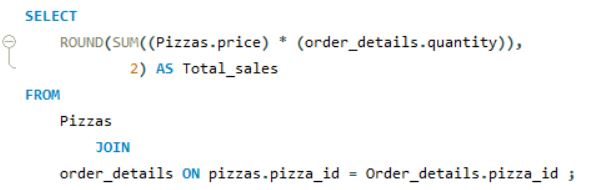 SELECT
ROUND(SUM((Pizzas.price) * (order_details.quantity)),
2) AS Total_sales
FROM
Pizzas
JOIN
order_details ON pizzas.pizza_id = Order_details.pizza_id ;